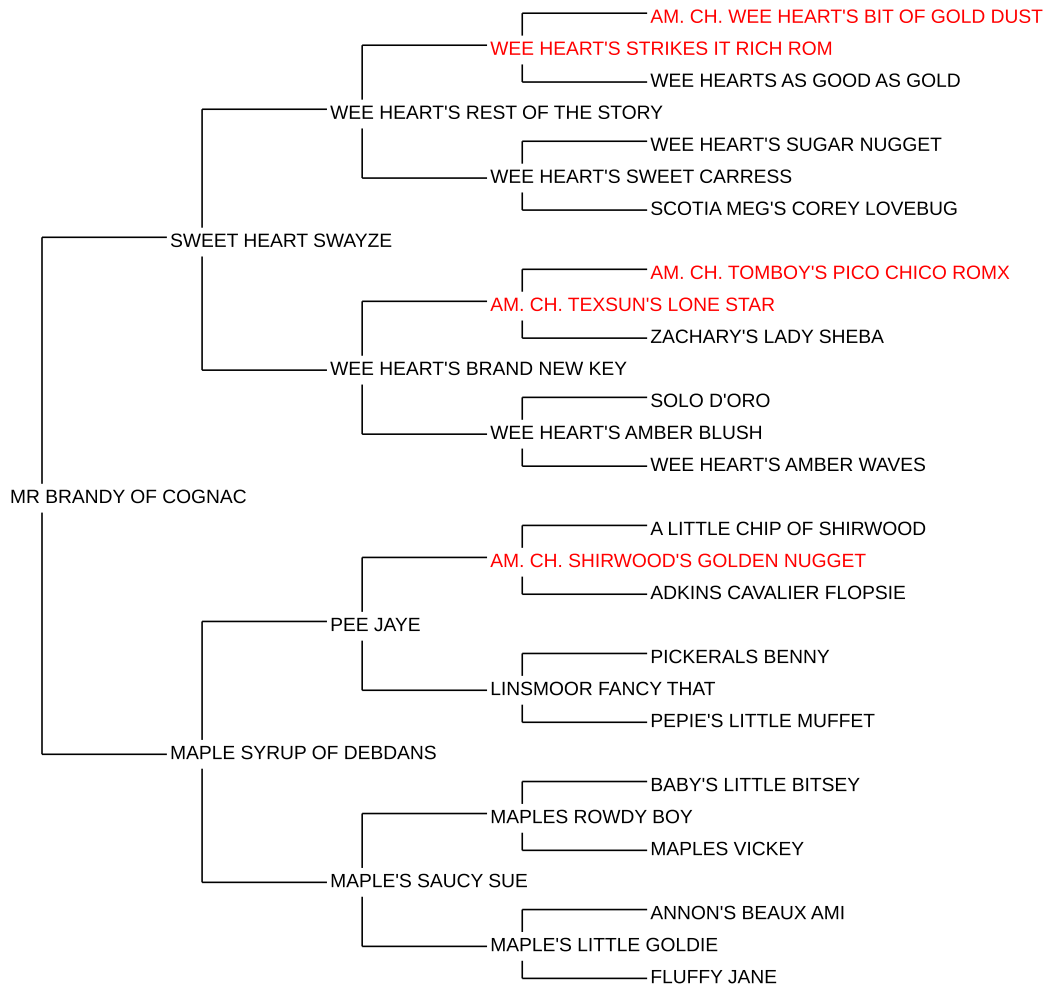 AM. CH. WEE HEART'S BIT OF GOLD DUST
WEE HEART'S STRIKES IT RICH ROM
WEE HEARTS AS GOOD AS GOLD
WEE HEART'S REST OF THE STORY
WEE HEART'S SUGAR NUGGET
WEE HEART'S SWEET CARRESS
SCOTIA MEG'S COREY LOVEBUG
SWEET HEART SWAYZE
AM. CH. TOMBOY'S PICO CHICO ROMX
AM. CH. TEXSUN'S LONE STAR
ZACHARY'S LADY SHEBA
WEE HEART'S BRAND NEW KEY
SOLO D'ORO
WEE HEART'S AMBER BLUSH
WEE HEART'S AMBER WAVES
MR BRANDY OF COGNAC
A LITTLE CHIP OF SHIRWOOD
AM. CH. SHIRWOOD'S GOLDEN NUGGET
ADKINS CAVALIER FLOPSIE
PEE JAYE
PICKERALS BENNY
LINSMOOR FANCY THAT
PEPIE'S LITTLE MUFFET
MAPLE SYRUP OF DEBDANS
BABY'S LITTLE BITSEY
MAPLES ROWDY BOY
MAPLES VICKEY
MAPLE'S SAUCY SUE
ANNON'S BEAUX AMI
MAPLE'S LITTLE GOLDIE
FLUFFY JANE